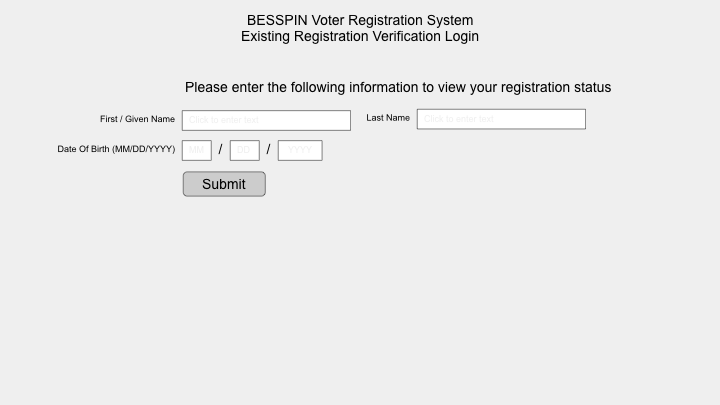 BESSPIN Voter Registration System
Existing Registration Verification Login
Please enter the following information to view your registration status
First / Given Name Click to enter text Last Name Click to enter text
Date Of Birth (MM/DD/YYYY) MM / DD / YYYY
Submit